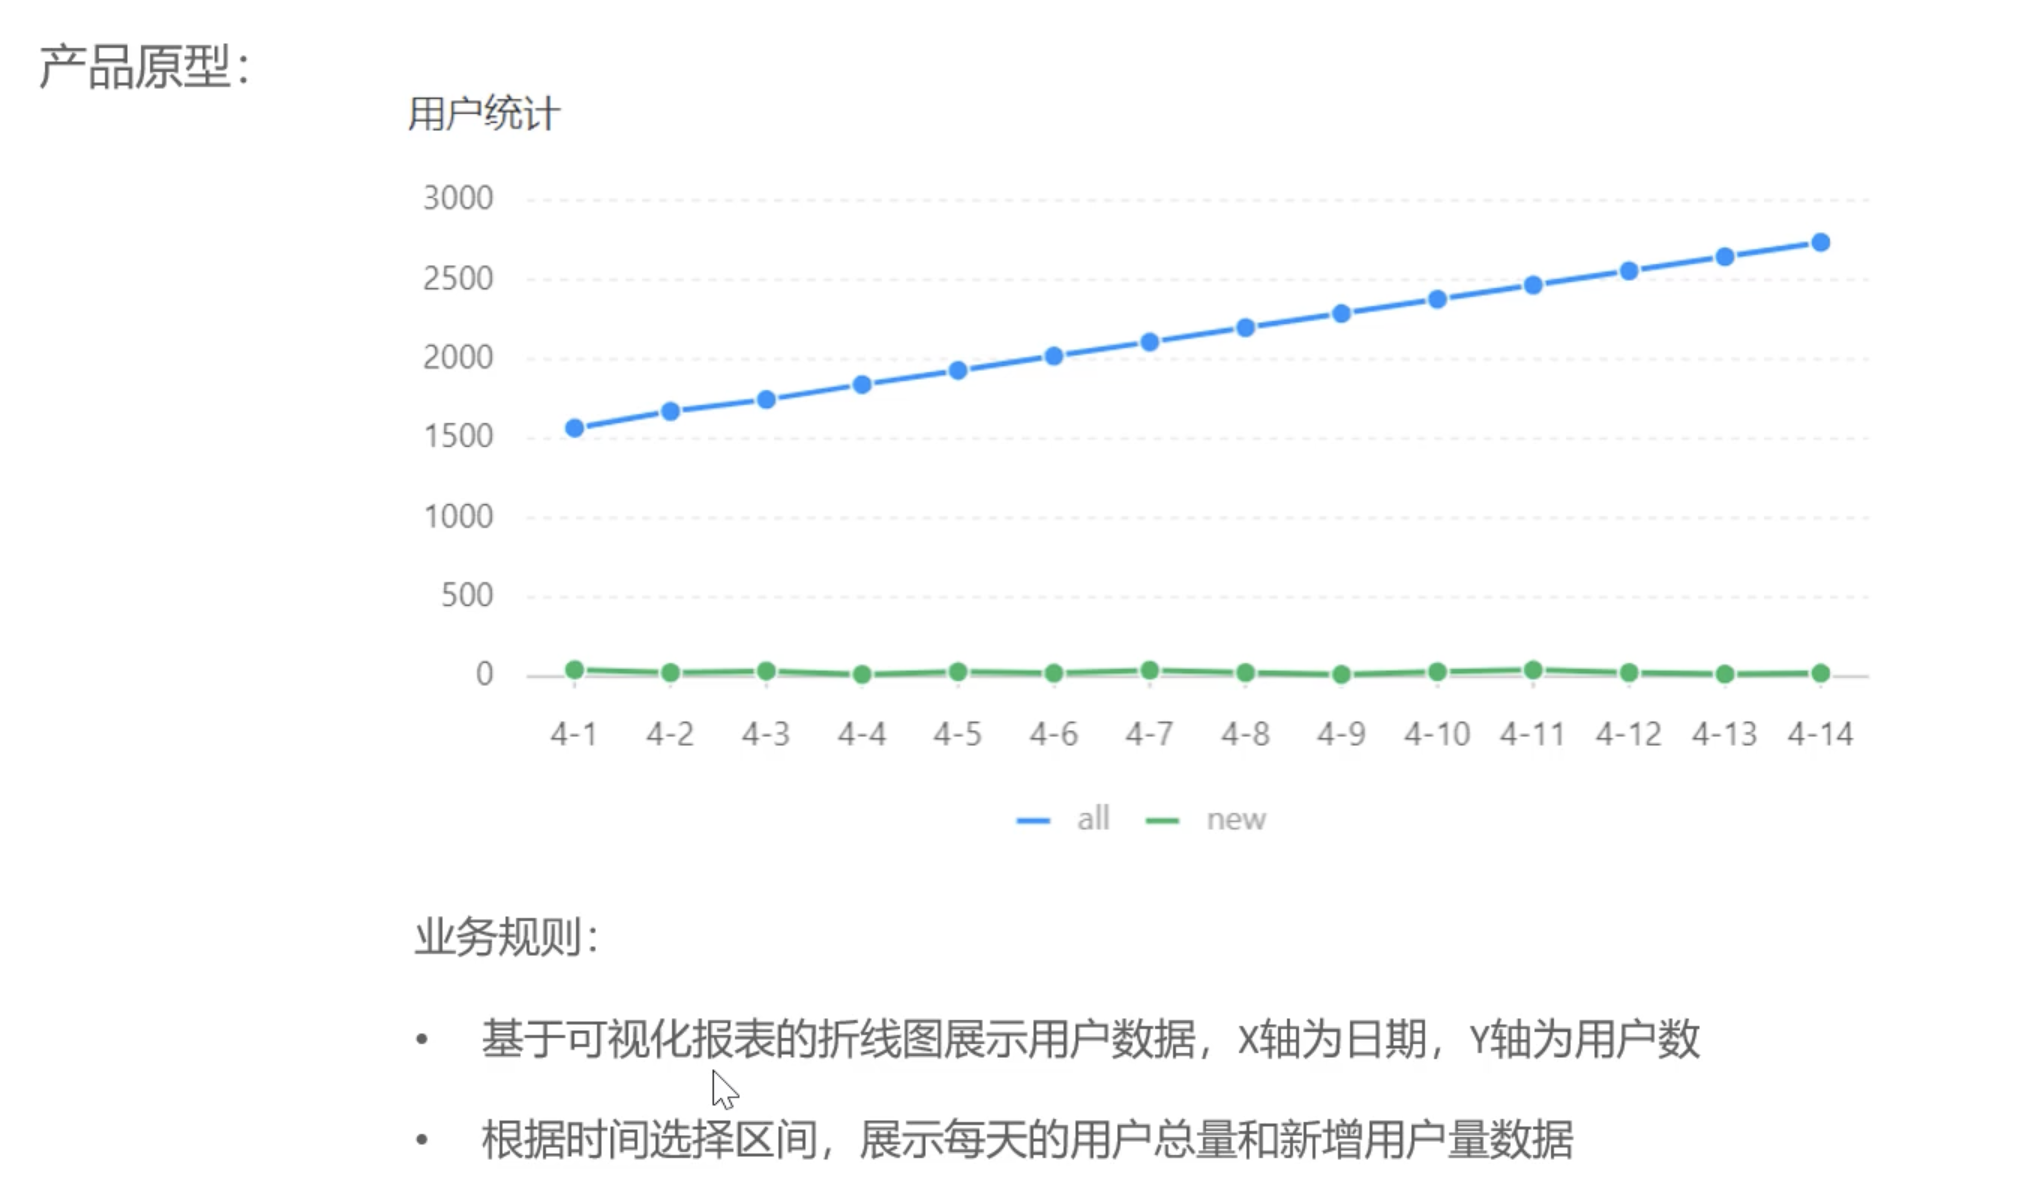 产品原型：
用户统计
3000
2500
2000
1500
1000
500
0
4-1 4-2 4-3 4-4 4-5 4-6 4-7 4-8 4-9 4-10 4-11 4-12 4-13 4-14
all new
业务规则：
• 基于可视化报表的折线图展示用户数据，X轴为日期，Y轴为用户数
• 根据时间选择区间，展示每天的用户总量和新增用户量数据